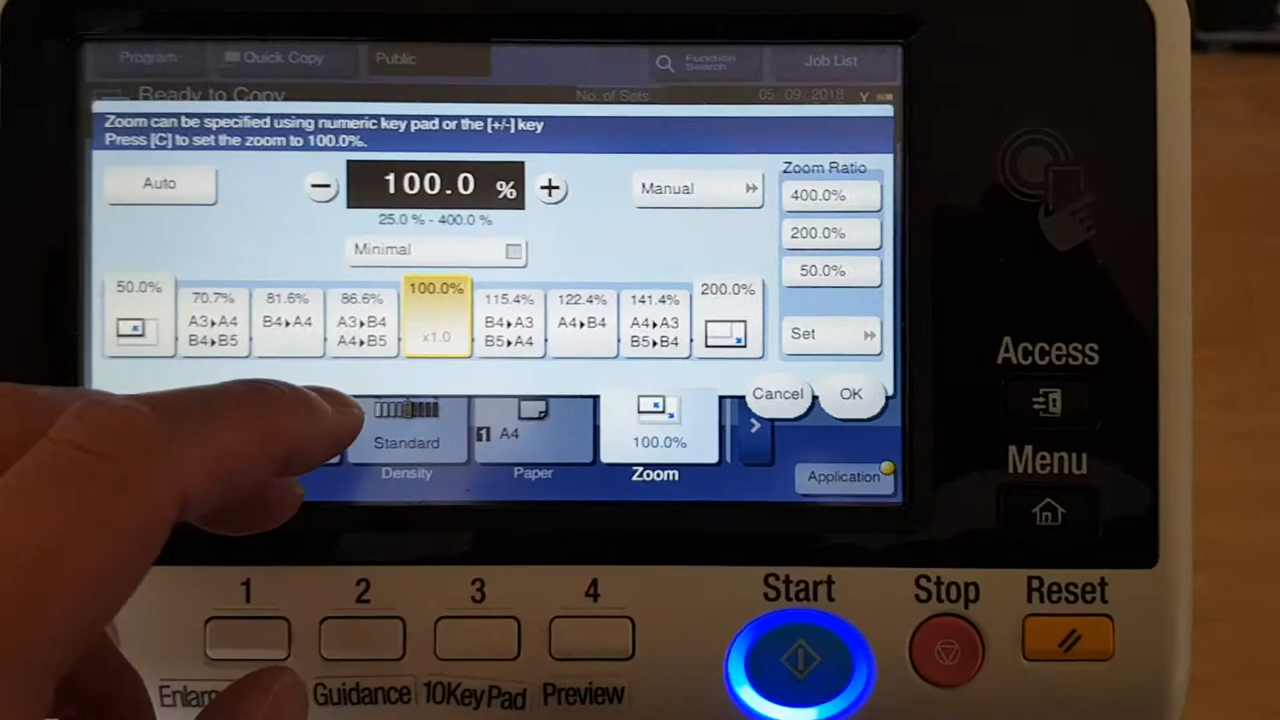 Program
Quick Copy
Public
Function Search
Job List
Ready to Copy
No. of Sets
05/09/2018
Y
Zoom can be specified using numeric key pad or the [+/-] key
Press [C] to set the zoom to 100.0%.
Auto
− 100.0 % +
25.0 % - 400.0 %
Manual
Minimal
Zoom Ratio
400.0%
200.0%
50.0%
Set
50.0%
70.7%
A3▸A4
B4▸B5
81.6%
B4▸A4
86.6%
A3▸B4
A4▸B5
100.0%
x1.0
115.4%
B4▸A3
B5▸A4
122.4%
A4▸B4
141.4%
A4▸A3
B5▸B4
200.0%
Cancel
OK
Standard
Density
1 A4
Paper
100.0%
Zoom
Application
Access
Menu
1
2
3
4
Start
Stop
Reset
Guidance
10KeyPad
Preview